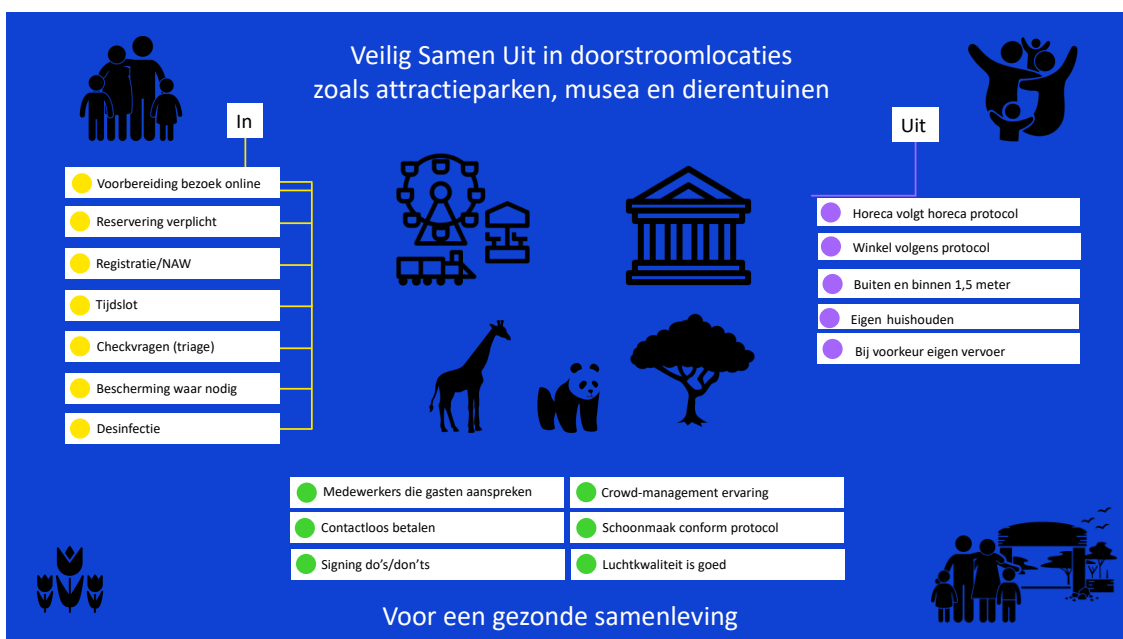 Veilig Samen Uit in doorstroomlocaties
zoals attractieparken, musea en dierentuinen
In
Voorbereiding bezoek online
Reservering verplicht
Registratie/NAW
Tijdslot
Checkvragen (triage)
Bescherming waar nodig
Desinfectie
Uit
Horeca volgt horeca protocol
Winkel volgens protocol
Buiten en binnen 1,5 meter
Eigen huishouden
Bij voorkeur eigen vervoer
Medewerkers die gasten aanspreken
Contactloos betalen
Signing do’s/don’ts
Crowd-management ervaring
Schoonmaak conform protocol
Luchtkwaliteit is goed
Voor een gezonde samenleving